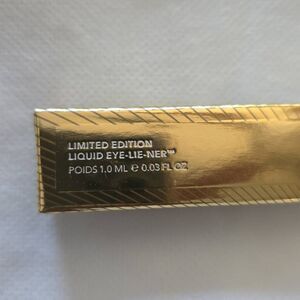 LIMITED EDITION
LIQUID EYE-LIE-NER™
POIDS 1.0 ML ℮ 0.03 FL OZ